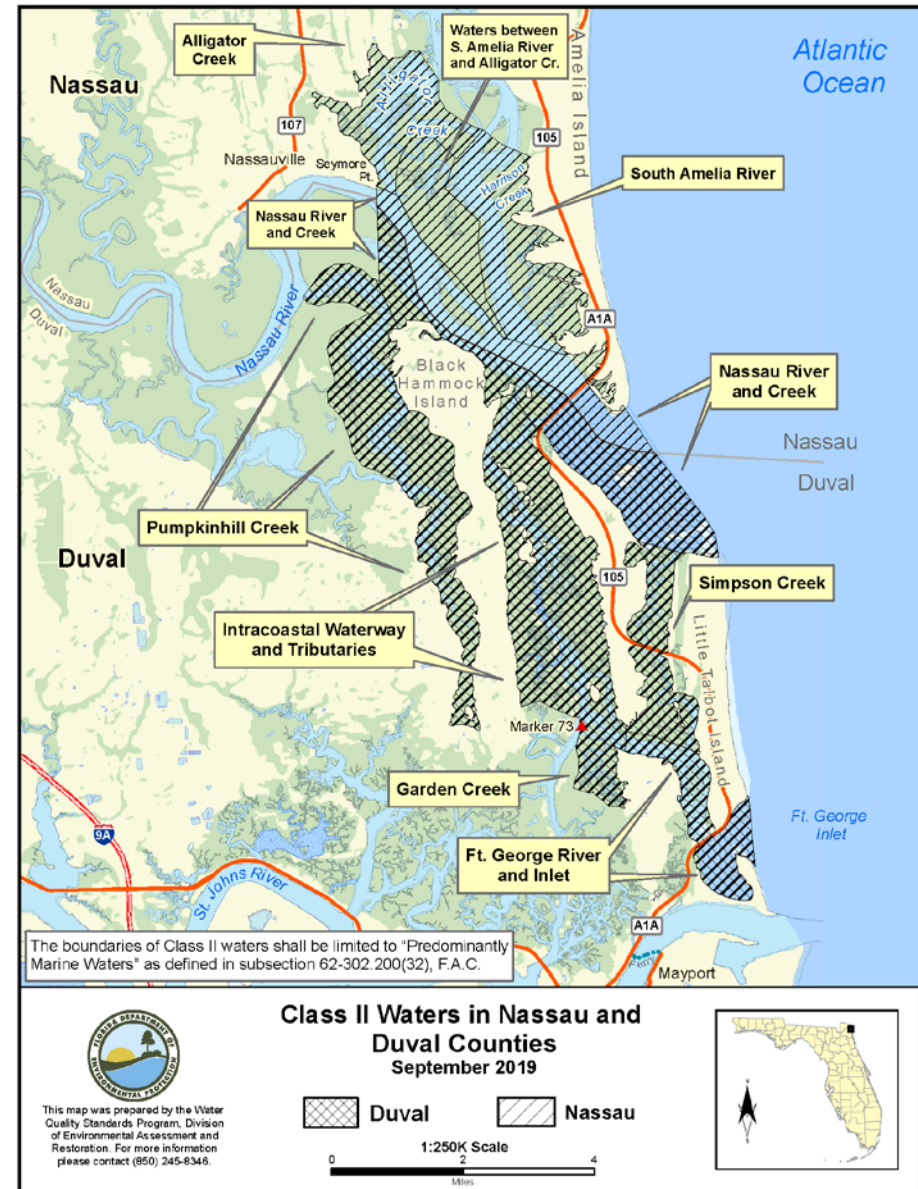 Alligator
Creek
Waters between
S. Amelia River
and Alligator Cr.
Amelia Island
Atlantic
Ocean
Nassau
Alligator
Creek
107
105
Nassauville
Seymore
Pt.
Harrison
Creek
South Amelia River
Nassau River
and Creek
Nassau
Duval
Nassau River
A1A
Black
Hammock
Island
Nassau River
and Creek
Nassau
Duval
Pumpkinhill Creek
Duval
105
Simpson Creek
Intracoastal Waterway
and Tributaries
Little Talbot Island
Marker 73
Garden Creek
9A
Ft. George
Inlet
Ft. George River
and Inlet
St. Johns River
A1A
The boundaries of Class II waters shall be limited to "Predominantly
Marine Waters" as defined in subsection 62-302.200(32), F.A.C.
Ferry
Mayport
FLORIDA DEPARTMENT OF
ENVIRONMENTAL PROTECTION
This map was prepared by the Water
Quality Standards Program, Division
of Environmental Assessment and
Restoration. For more information
please contact (850) 245-8346.
Class II Waters in Nassau and
Duval Counties
September 2019
Duval
Nassau
1:250K Scale
0 2 4
Miles